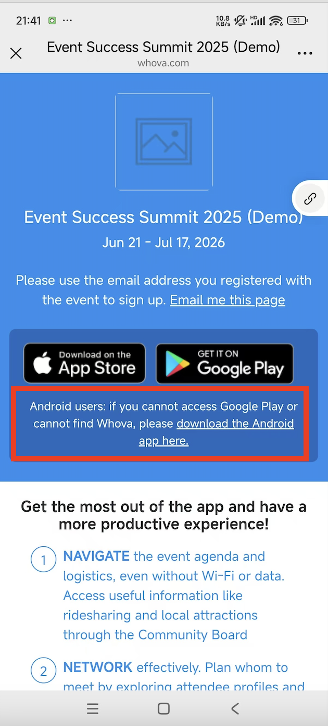 21:41 ...
10.8 KB/s 5G 31
Event Success Summit 2025 (Demo)
whova.com
Event Success Summit 2025 (Demo)
Jun 21 - Jul 17, 2026
Please use the email address you registered with
the event to sign up. Email me this page
Download on the App Store
GET IT ON Google Play
Android users: if you cannot access Google Play or
cannot find Whova, please download the Android
app here.
Get the most out of the app and have a
more productive experience!
1 NAVIGATE the event agenda and
logistics, even without Wi-Fi or data.
Access useful information like
ridesharing and local attractions
through the Community Board
2 NETWORK effectively. Plan whom to
meet by exploring attendee profiles and